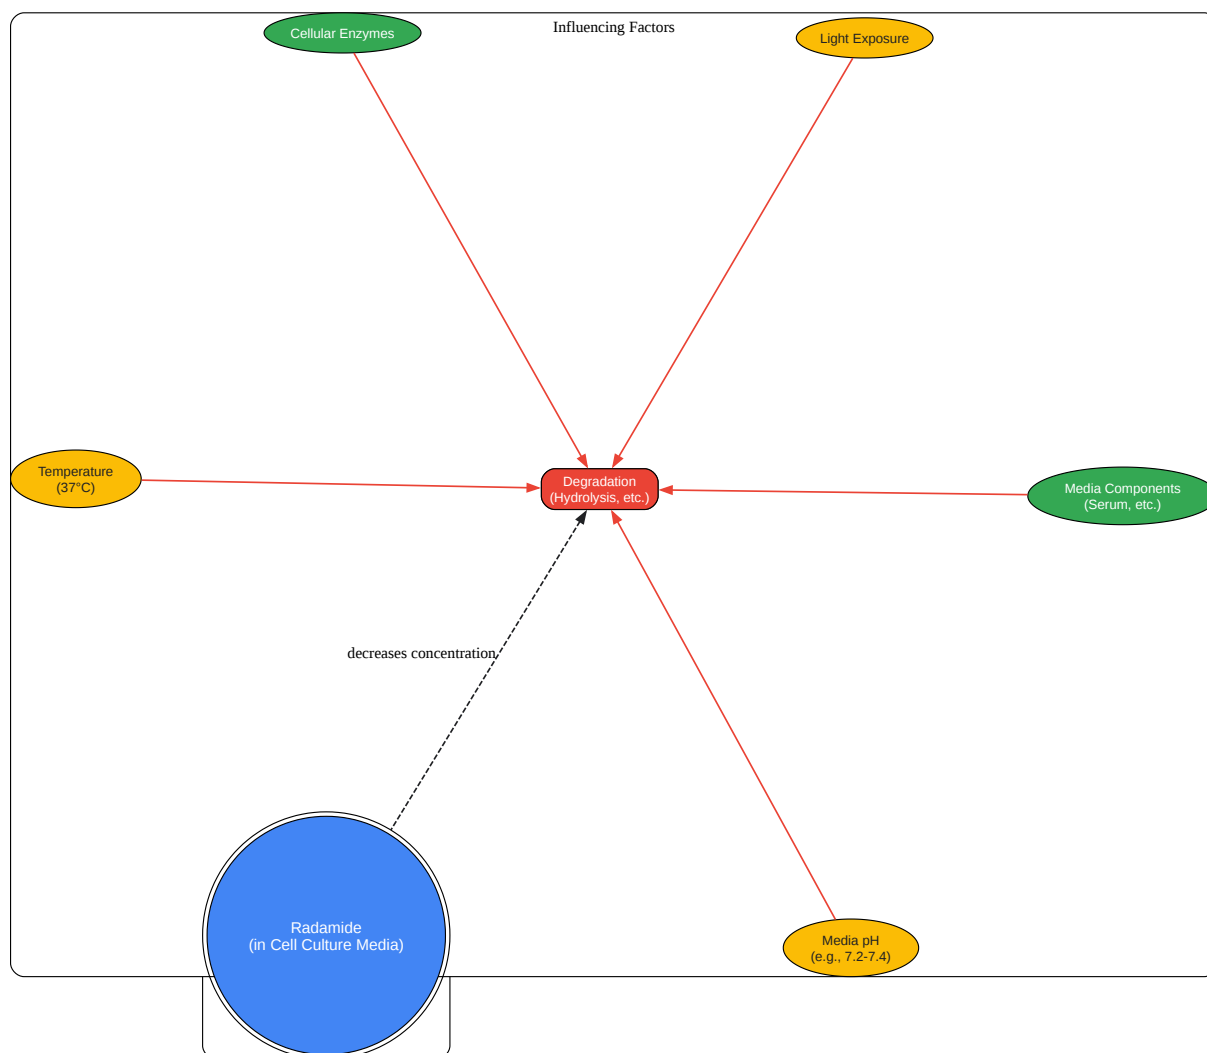 Influencing Factors
Cellular Enzymes
Light Exposure
Temperature
(37°C)
Degradation
(Hydrolysis, etc.)
Media Components
(Serum, etc.)
decreases concentration
Radamide
(in Cell Culture Media)
Media pH
(e.g., 7.2-7.4)